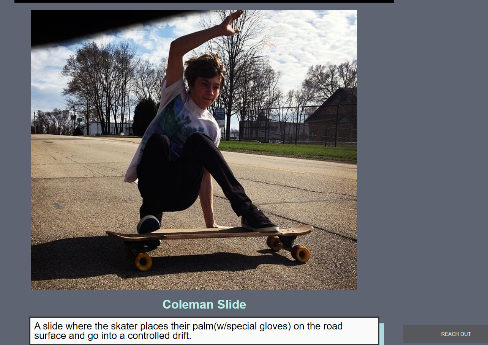 Coleman Slide
A slide where the skater places their palm(w/special gloves) on the road
surface and go into a controlled drift.
REACH OUT